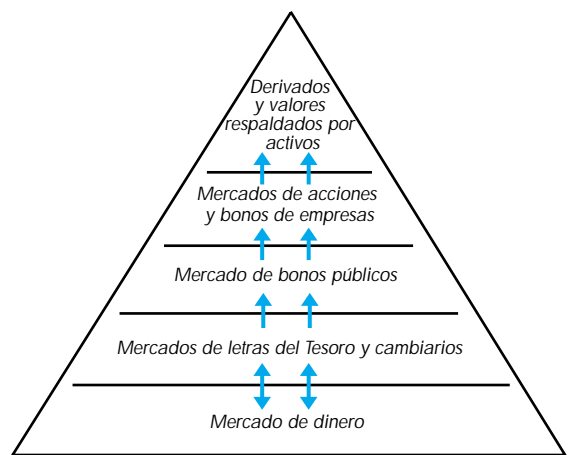 Derivados
y valores
respaldados por
activos
Mercados de acciones
y bonos de empresas
Mercado de bonos públicos
Mercados de letras del Tesoro y cambiarios
Mercado de dinero